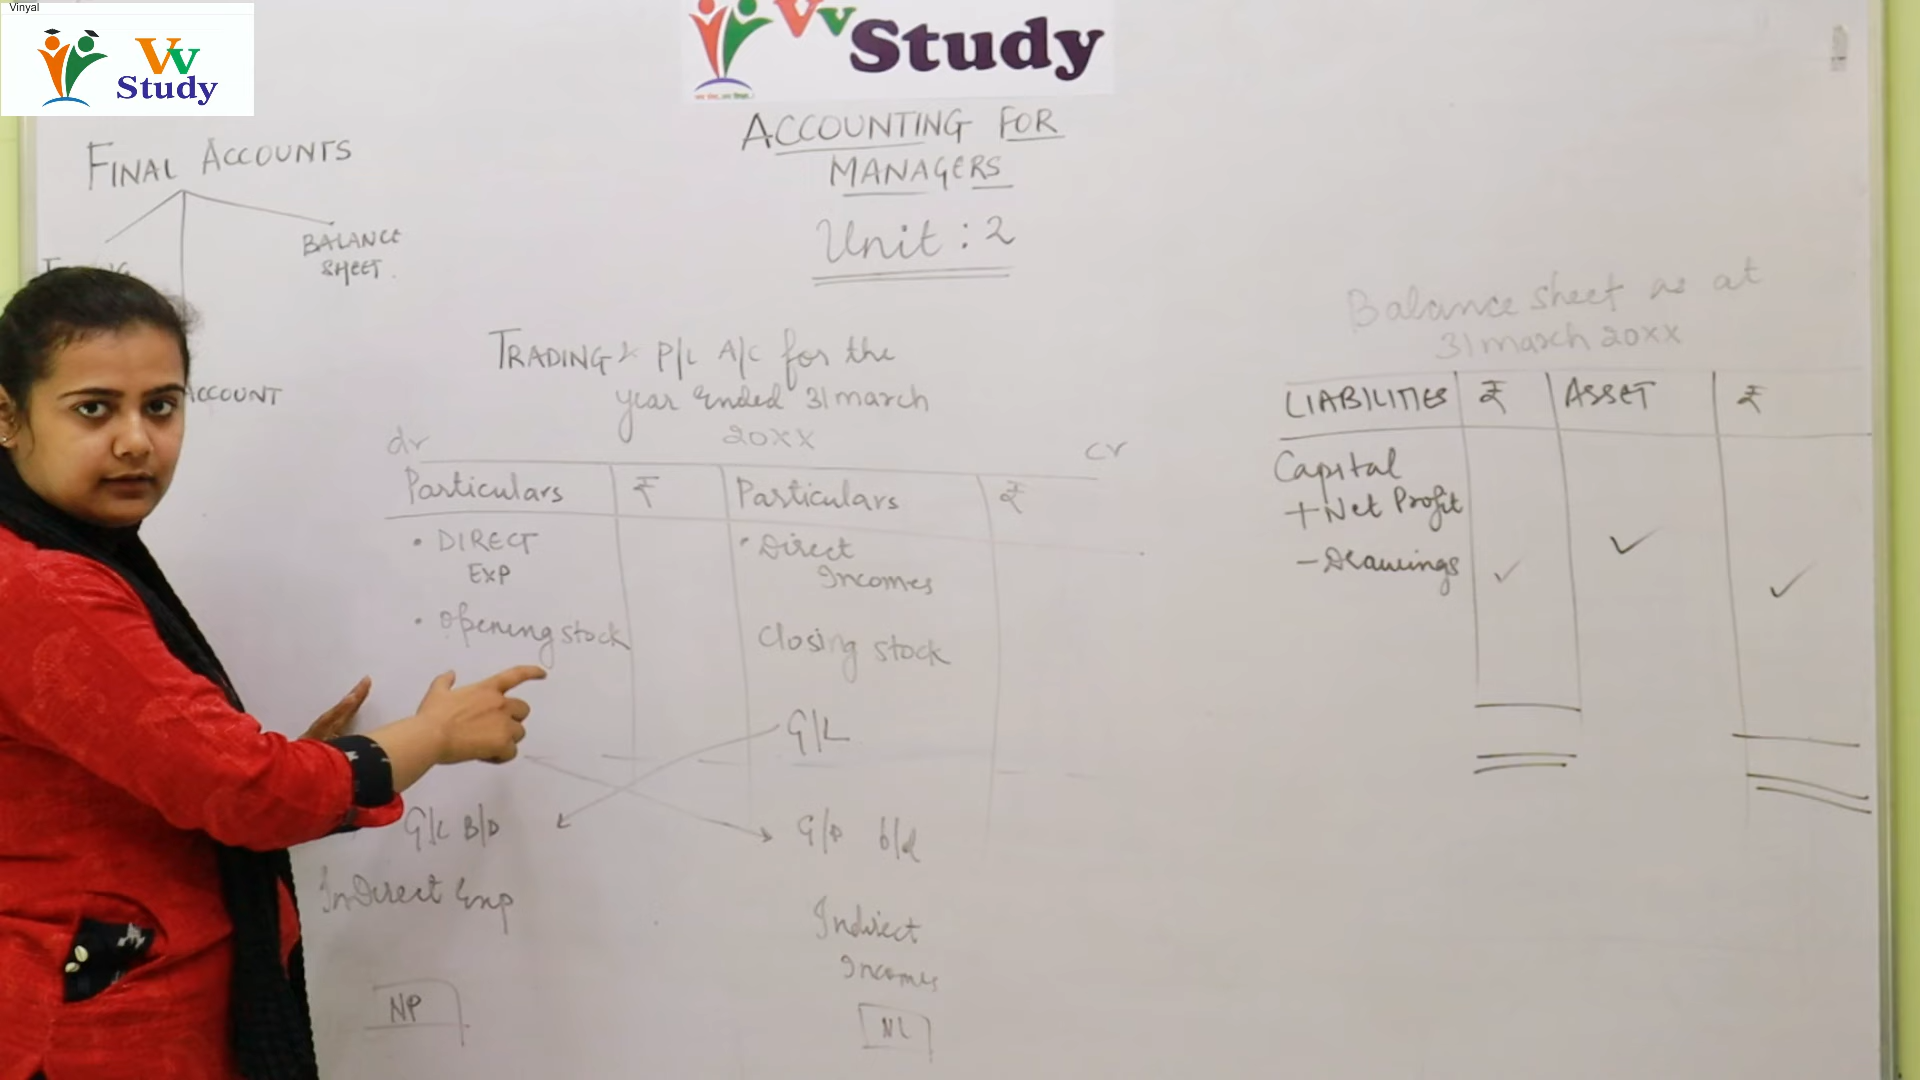 Vinyal
Vv
Study
Vv
Study
ACCOUNTING FOR
MANAGERS
Unit : 2
FINAL ACCOUNTS
BALANCE
SHEET
ACCOUNT
TRADING & P/L A/C for the
year Ended 31 march
20XX
dr
cr
Particulars ₹ Particulars ₹
• DIRECT
EXP
• Direct
Incomes
• Opening stock
Closing stock
G/L
G/L B/D
G/P b/d
InDirect Exp
Indirect
Incomes
NP
NL
Balance sheet as at
31 march 20XX
LIABILITIES ₹ ASSET ₹
Capital
+ Net Profit
- Drawings